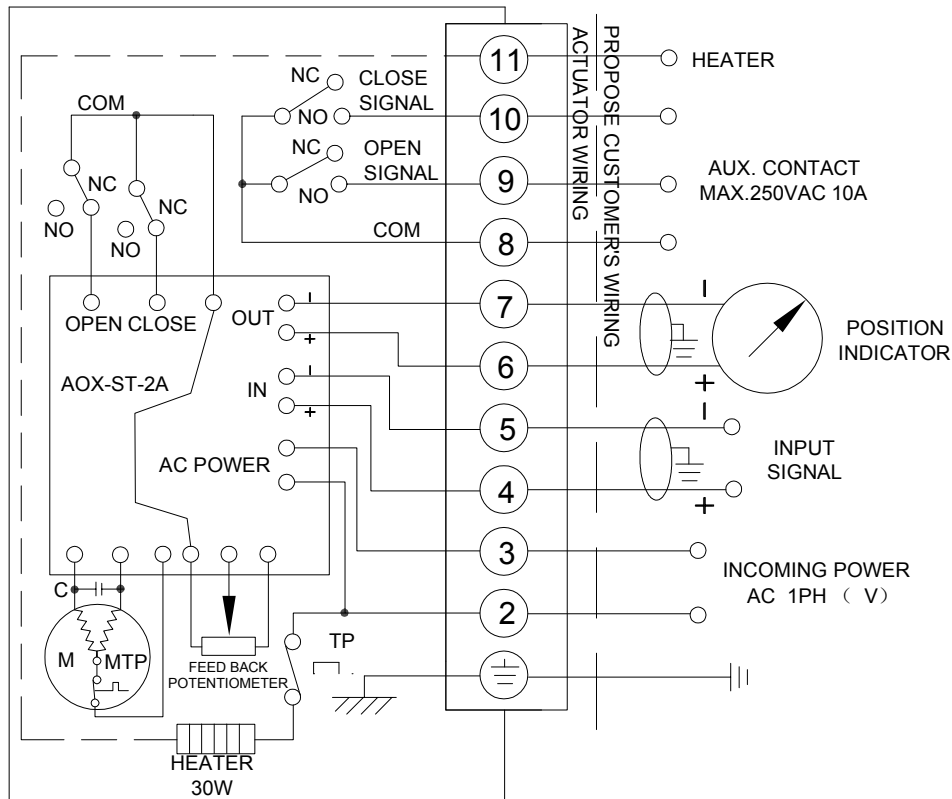 NC
CLOSE
SIGNAL
NO
COM
NC
OPEN
SIGNAL
NO
COM
NC
NO
NC
NO
OPEN CLOSE
OUT
-
+
AOX-ST-2A
IN
-
+
AC POWER
C
M
MTP
FEED BACK
POTENTIOMETER
TP
HEATER
30W
11
10
9
8
7
6
5
4
3
2
ACTUATOR WIRING
PROPOSE CUSTOMER'S WIRING
HEATER
AUX. CONTACT
MAX.250VAC 10A
-
+
POSITION
INDICATOR
-
+
INPUT
SIGNAL
INCOMING POWER
AC 1PH ( V)